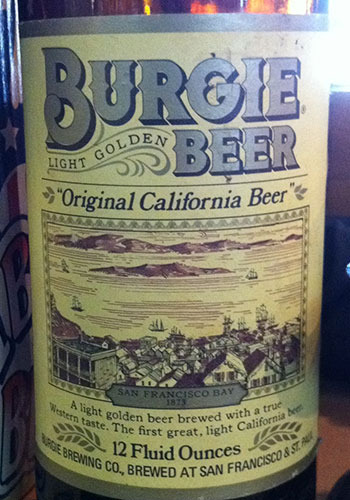 BURGIE
LIGHT GOLDEN
BEER
"Original California Beer"
SAN FRANCISCO BAY
1873
A light golden beer brewed with a true
Western taste. The first great, light California beer.
12 Fluid Ounces
BURGIE BREWING CO., BREWED AT SAN FRANCISCO & ST. PAUL